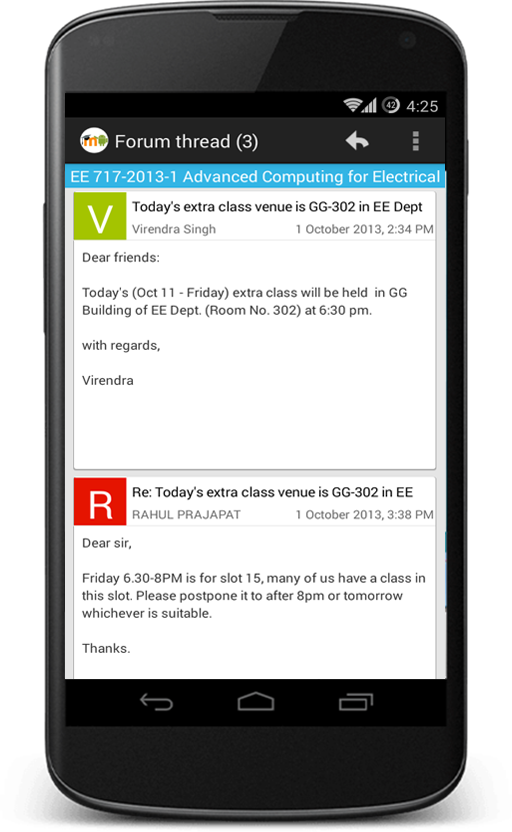 42 4:25
m Forum thread (3)
EE 717-2013-1 Advanced Computing for Electrical
V Today's extra class venue is GG-302 in EE Dept
Virendra Singh 1 October 2013, 2:34 PM
Dear friends:
Today's (Oct 11 - Friday) extra class will be held in GG
Building of EE Dept. (Room No. 302) at 6:30 pm.
with regards,
Virendra
R Re: Today's extra class venue is GG-302 in EE
RAHUL PRAJAPAT 1 October 2013, 3:38 PM
Dear sir,
Friday 6.30-8PM is for slot 15, many of us have a class in
this slot. Please postpone it to after 8pm or tomorrow
whichever is suitable.
Thanks.